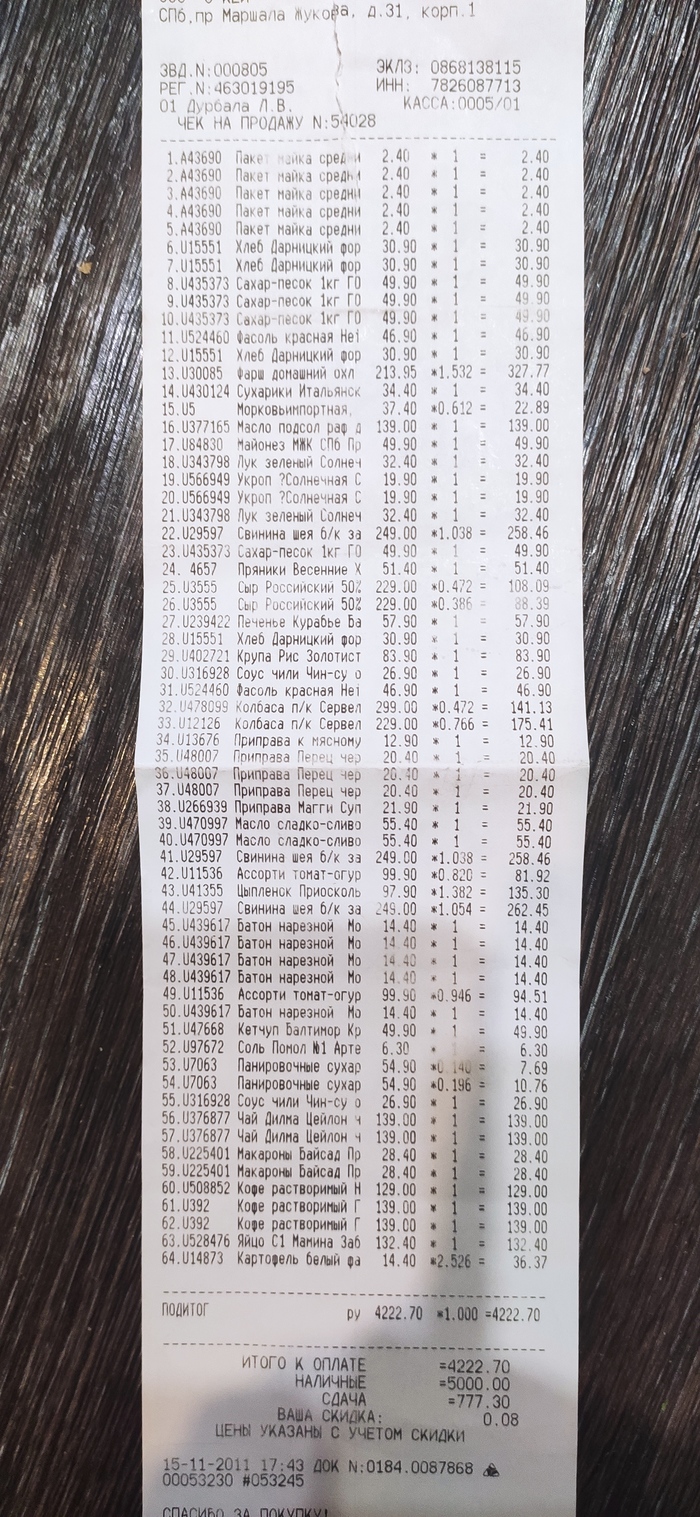 СПб,пр Маршала Жукова, д.31, корп.1
ЗВД.N:000805 ЭКЛЗ: 0868138115
РЕГ.N:463019195 ИНН: 7826087713
01 Дурбала Л.В. КАССА:0005/01
ЧЕК НА ПРОДАЖУ N:54028
1.A43690 Пакет майка средни 2.40 * 1 = 2.40
2.A43690 Пакет майка средни 2.40 * 1 = 2.40
3.A43690 Пакет майка средни 2.40 * 1 = 2.40
4.A43690 Пакет майка средни 2.40 * 1 = 2.40
5.A43690 Пакет майка средни 2.40 * 1 = 2.40
6.U15551 Хлеб Дарницкий фор 30.90 * 1 = 30.90
7.U15551 Хлеб Дарницкий фор 30.90 * 1 = 30.90
8.U435373 Сахар-песок 1кг ГО 49.90 * 1 = 49.90
9.U435373 Сахар-песок 1кг ГО 49.90 * 1 = 49.90
10.U435373 Сахар-песок 1кг ГО 49.90 * 1 = 49.90
11.U524460 Фасоль красная Hei 46.90 * 1 = 46.90
12.U15551 Хлеб Дарницкий фор 30.90 * 1 = 30.90
13.U30085 Фарш домашний охл 213.95 *1.532 = 327.77
14.U430124 Сухарики Итальянск 34.40 * 1 = 34.40
15.U5 Морковьимпортная, 37.40 *0.612 = 22.89
16.U377165 Масло подсол раф д 139.00 * 1 = 139.00
17.U84830 Майонез МЖК СПб Пр 49.90 * 1 = 49.90
18.U343798 Лук зеленый Солнеч 32.40 * 1 = 32.40
19.U566949 Укроп ?Солнечная С 19.90 * 1 = 19.90
20.U566949 Укроп ?Солнечная С 19.90 * 1 = 19.90
21.U343798 Лук зеленый Солнеч 32.40 * 1 = 32.40
22.U29597 Свинина шея б/к за 249.00 *1.038 = 258.46
23.U435373 Сахар-песок 1кг ГО 49.90 * 1 = 49.90
24. 4657 Пряники Весенние Х 51.40 * 1 = 51.40
25.U3555 Сыр Российский 50% 229.00 *0.472 = 108.09
26.U3555 Сыр Российский 50% 229.00 *0.386 = 88.39
27.U239422 Печенье Курабье Ба 57.90 * 1 = 57.90
28.U15551 Хлеб Дарницкий фор 30.90 * 1 = 30.90
29.U402721 Крупа Рис Золотист 83.90 * 1 = 83.90
30.U316928 Соус чили Чин-су о 26.90 * 1 = 26.90
31.U524460 Фасоль красная Hei 46.90 * 1 = 46.90
32.U478099 Колбаса п/к Сервел 299.00 *0.472 = 141.13
33.U12126 Колбаса п/к Сервел 229.00 *0.766 = 175.41
34.U13676 Приправа к мясному 12.90 * 1 = 12.90
35.U48007 Приправа Перец чер 20.40 * 1 = 20.40
36.U48007 Приправа Перец чер 20.40 * 1 = 20.40
37.U48007 Приправа Перец чер 20.40 * 1 = 20.40
38.U266939 Приправа Магги Суп 21.90 * 1 = 21.90
39.U470997 Масло сладко-сливо 55.40 * 1 = 55.40
40.U470997 Масло сладко-сливо 55.40 * 1 = 55.40
41.U29597 Свинина шея б/к за 249.00 *1.038 = 258.46
42.U11536 Ассорти томат-огур 99.90 *0.820 = 81.92
43.U41355 Цыпленок Приосколь 97.90 *1.382 = 135.30
44.U29597 Свинина шея б/к за 249.00 *1.054 = 262.45
45.U439617 Батон нарезной Мо 14.40 * 1 = 14.40
46.U439617 Батон нарезной Мо 14.40 * 1 = 14.40
47.U439617 Батон нарезной Мо 14.40 * 1 = 14.40
48.U439617 Батон нарезной Мо 14.40 * 1 = 14.40
49.U11536 Ассорти томат-огур 99.90 *0.946 = 94.51
50.U439617 Батон нарезной Мо 14.40 * 1 = 14.40
51.U47668 Кетчуп Балтимор Кр 49.90 * 1 = 49.90
52.U97672 Соль Помол №1 Арте 6.30 * 1 = 6.30
53.U7063 Панировочные сухар 54.90 *0.140 = 7.69
54.U7063 Панировочные сухар 54.90 *0.196 = 10.76
55.U316928 Соус чили Чин-су о 26.90 * 1 = 26.90
56.U376877 Чай Дилма Цейлон ч 139.00 * 1 = 139.00
57.U376877 Чай Дилма Цейлон ч 139.00 * 1 = 139.00
58.U225401 Макароны Байсад Пр 28.40 * 1 = 28.40
59.U225401 Макароны Байсад Пр 28.40 * 1 = 28.40
60.U508852 Кофе растворимый Н 129.00 * 1 = 129.00
61.U392 Кофе растворимый Г 139.00 * 1 = 139.00
62.U392 Кофе растворимый Г 139.00 * 1 = 139.00
63.U528476 Яйцо С1 Мамина Заб 132.40 * 1 = 132.40
64.U14873 Картофель белый фа 14.40 *2.526 = 36.37
ПОДИТОГ ру 4222.70 *1.000 =4222.70
ИТОГО К ОПЛАТЕ =4222.70
НАЛИЧНЫЕ =5000.00
СДАЧА =777.30
ВАША СКИДКА: 0.08
ЦЕНЫ УКАЗАНЫ С УЧЕТОМ СКИДКИ
15-11-2011 17:43 ДОК N:0184.0087868
00053230 #053245
СПАСИБО ЗА ПОКУПКУ!